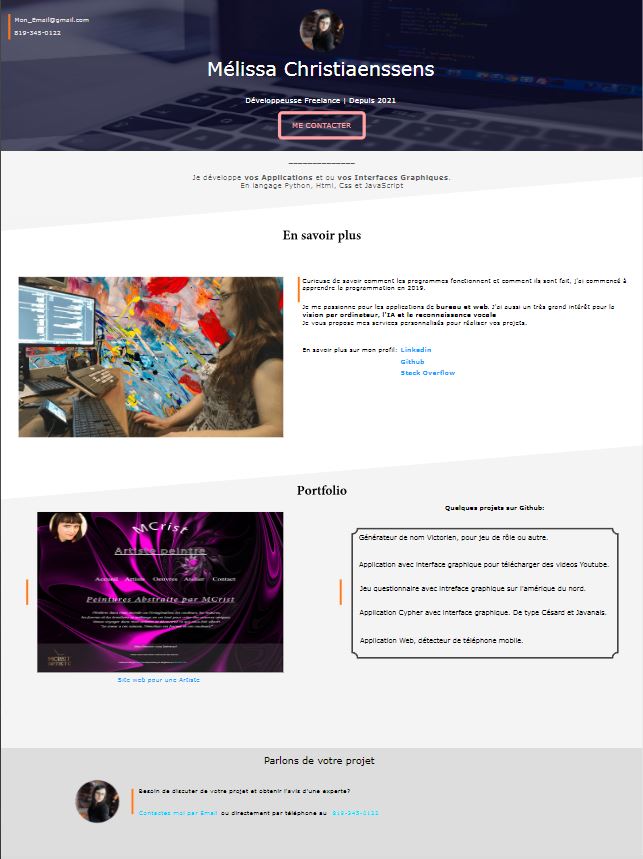 Mon_Email@gmail.com
819-345-0122
Mélissa Christiaenssens
Développeusse Freelance | Depuis 2021
ME CONTACTER
Je développe vos Applications et ou vos Interfaces Graphiques.
En langage Python, Html, Css et JavaScript
En savoir plus
Curieuse de savoir comment les programmes fonctionnent et comment ils sont fait, j'ai commencé à
apprendre la programmation en 2019.
Je me passionne pour les applications de bureau et web. J'ai aussi un très grand intérêt pour la
vision par ordinateur, l'IA et la reconnaissance vocale
Je vous propose mes services personnalisés pour réaliser vos projets.
En savoir plus sur mon profil: Linkedin
Github
Stack Overflow
Portfolio
Quelques projets sur Github:
MCrist
Artiste peintre
Accueil Artiste Oeuvres Atelier Contact
Peintures Abstraite par MCrist
MCRIST
ARTISTE
Site web pour une Artiste
Générateur de nom Victorien, pour jeu de rôle ou autre.
Application avec interface graphique pour télécharger des videos Youtube.
Jeu questionnaire avec intreface graphique sur l'amérique du nord.
Application Cypher avec interface graphique. De type Césard et Javanais.
Application Web, détecteur de téléphone mobile.
Parlons de votre projet
Besoin de discuter de votre projet et obtenir l'avis d'une experte?
Contactez moi par Email ou directement par téléphone au 819-345-0122